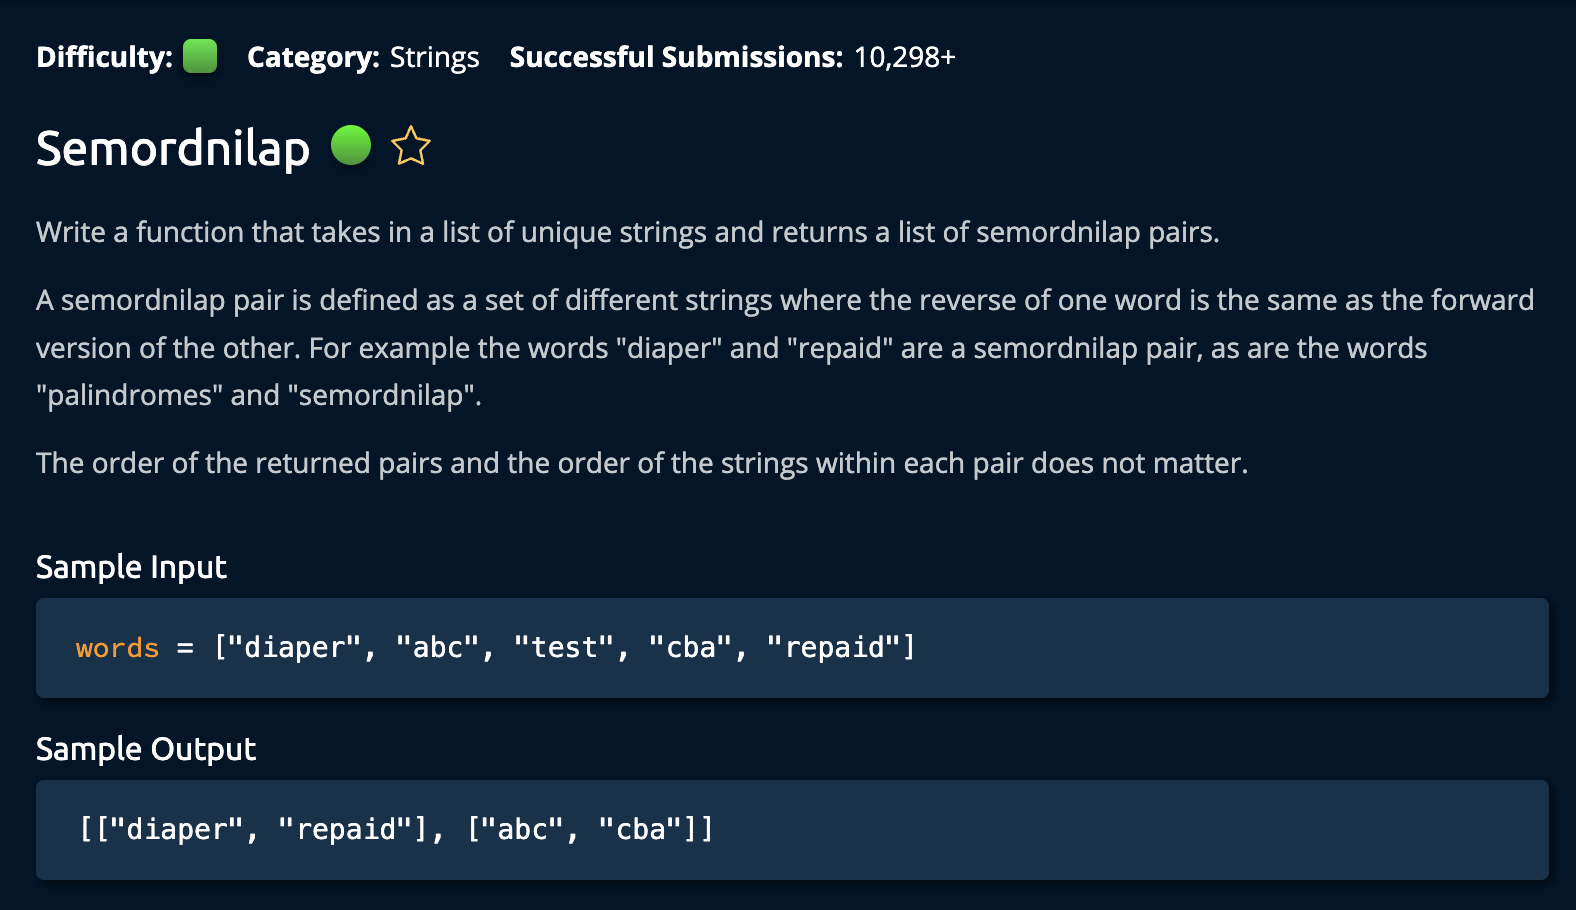 Difficulty: Category: Strings Successful Submissions: 10,298+
Semordnilap
Write a function that takes in a list of unique strings and returns a list of semordnilap pairs.
A semordnilap pair is defined as a set of different strings where the reverse of one word is the same as the forward
version of the other. For example the words "diaper" and "repaid" are a semordnilap pair, as are the words
"palindromes" and "semordnilap".
The order of the returned pairs and the order of the strings within each pair does not matter.
Sample Input
words = ["diaper", "abc", "test", "cba", "repaid"]
Sample Output
[["diaper", "repaid"], ["abc", "cba"]]